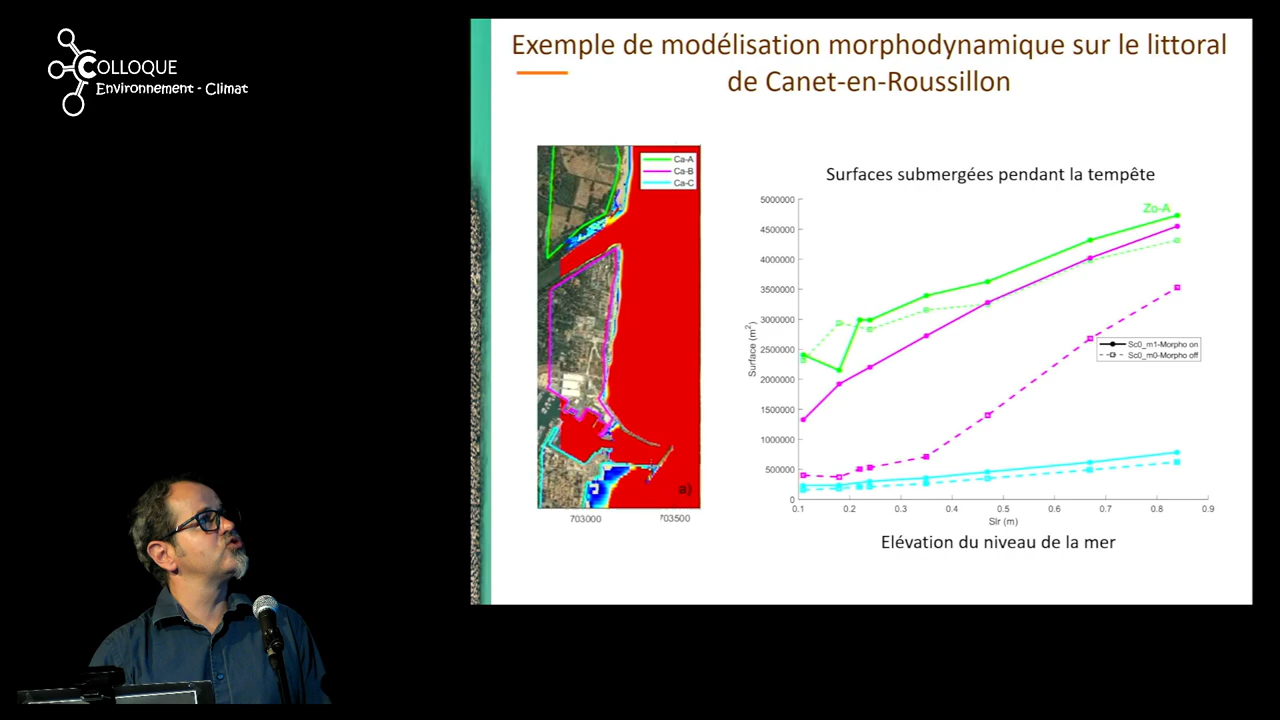 COLLOQUE
Environnement - Climat
Exemple de modélisation morphodynamique sur le littoral
de Canet-en-Roussillon
Ca-A
Ca-B
Ca-C
a)
703000
703500
Surfaces submergées pendant la tempête
5000000
4500000
4000000
3500000
3000000
2500000
2000000
1500000
1000000
500000
0
Surface (m²)
Zo-A
Sc0_m1-Morpho on
Sc0_m0-Morpho off
0.1
0.2
0.3
0.4
0.5
0.6
0.7
0.8
0.9
Slr (m)
Elévation du niveau de la mer